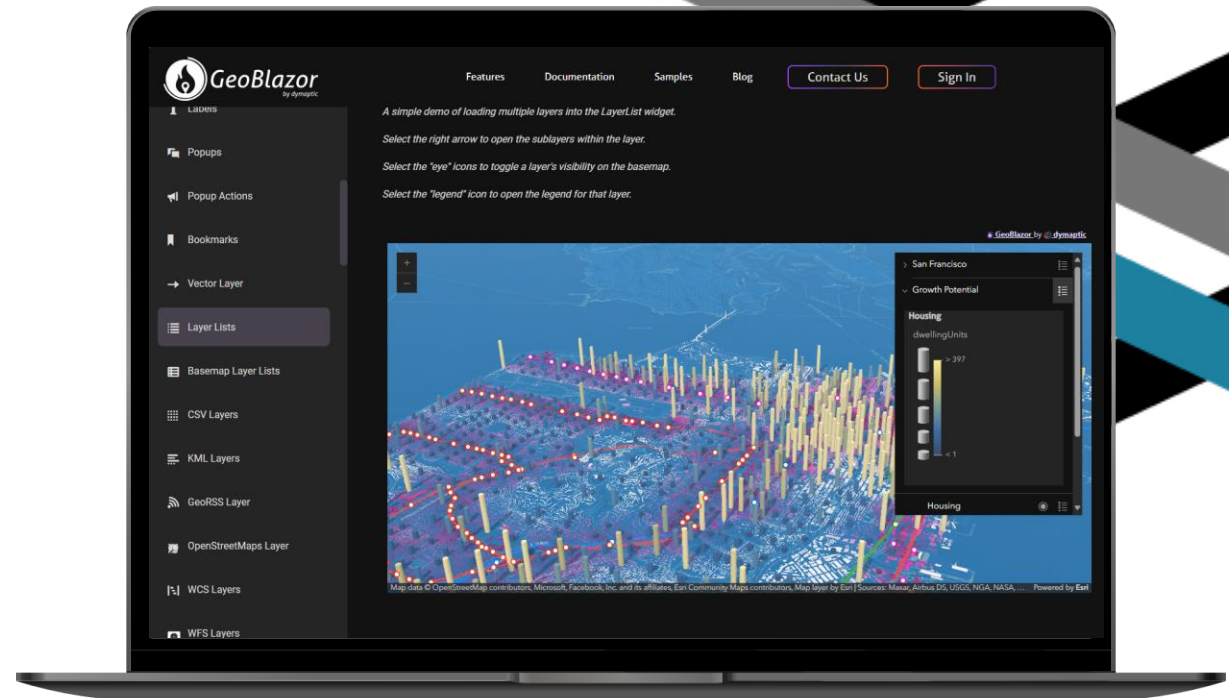 GeoBlazor
by dymaptic
Features
Documentation
Samples
Blog
Contact Us
Sign In
Labels
Popups
Popup Actions
Bookmarks
Vector Layer
Layer Lists
Basemap Layer Lists
CSV Layers
KML Layers
GeoRSS Layer
OpenStreetMaps Layer
WCS Layers
WFS Layers
A simple demo of loading multiple layers into the LayerList widget.
Select the right arrow to open the sublayers within the layer.
Select the "eye" icons to toggle a layer's visibility on the basemap.
Select the "legend" icon to open the legend for that layer.
GeoBlazor by dymaptic
San Francisco
Growth Potential
Housing
dwellingUnits
> 397
< 1
Housing
Map data © OpenStreetMap contributors, Microsoft, Facebook, Inc. and its affiliates, Esri Community Maps contributors, Map layer by Esri | Sources: Maxar, Airbus DS, USGS, NGA, NASA, ... Powered by Esri